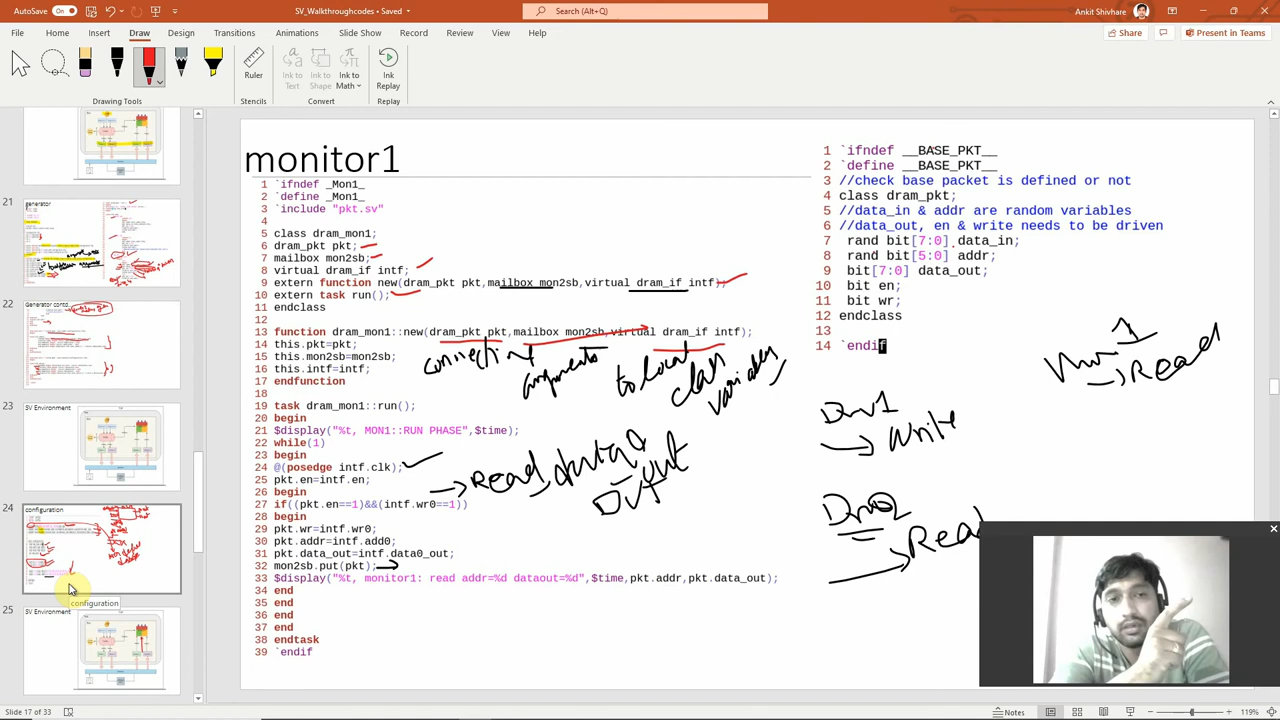 AutoSave On
SV_Walkthroughcodes • Saved
Search (Alt+Q)
Ankit Shivhare
File Home Insert Draw Design Transitions Animations Slide Show Record Review View Help
Share
Present in Teams
Ruler
Ink to Text
Ink to Shape
Ink to Math
Ink Replay
Drawing Tools
Stencils
Convert
Replay
21
generator
22
Generator contd..
23
SV Environment
24
configuration
configuration
25
SV Environment
monitor1
1 `ifndef _Mon1_
2 `define _Mon1_
3 `include "pkt.sv"
4
5 class dram_mon1;
6 dram_pkt pkt;
7 mailbox mon2sb;
8 virtual dram_if intf;
9 extern function new(dram_pkt pkt,mailbox mon2sb,virtual dram_if intf);
10 extern task run();
11 endclass
12
13 function dram_mon1::new(dram_pkt pkt,mailbox mon2sb,virtual dram_if intf);
14 this.pkt=pkt;
15 this.mon2sb=mon2sb;
16 this.intf=intf;
17 endfunction
18
19 task dram_mon1::run();
20 begin
21 $display("%t, MON1::RUN PHASE",$time);
22 while(1)
23 begin
24 @(posedge intf.clk);
25 pkt.en=intf.en;
26 begin
27 if((pkt.en==1)&&(intf.wr0==1))
28 begin
29 pkt.wr=intf.wr0;
30 pkt.addr=intf.add0;
31 pkt.data_out=intf.data0_out;
32 mon2sb.put(pkt);
33 $display("%t, monitor1: read addr=%d dataout=%d",$time,pkt.addr,pkt.data_out);
34 end
35 end
36 end
37 end
38 endtask
39 `endif
connection
arguments
to local
class
variables
1 `ifndef __BASE_PKT__
2 `define __BASE_PKT__
3 //check base packet is defined or not
4 class dram_pkt;
5 //data_in & addr are random variables
6 //data_out, en & write needs to be driven
7 rand bit[7:0] data_in;
8 rand bit[5:0] addr;
9 bit[7:0] data_out;
10 bit en;
11 bit wr;
12 endclass
13
14 `endif
Read
Write
Read
Slide 17 of 33
Notes
119%